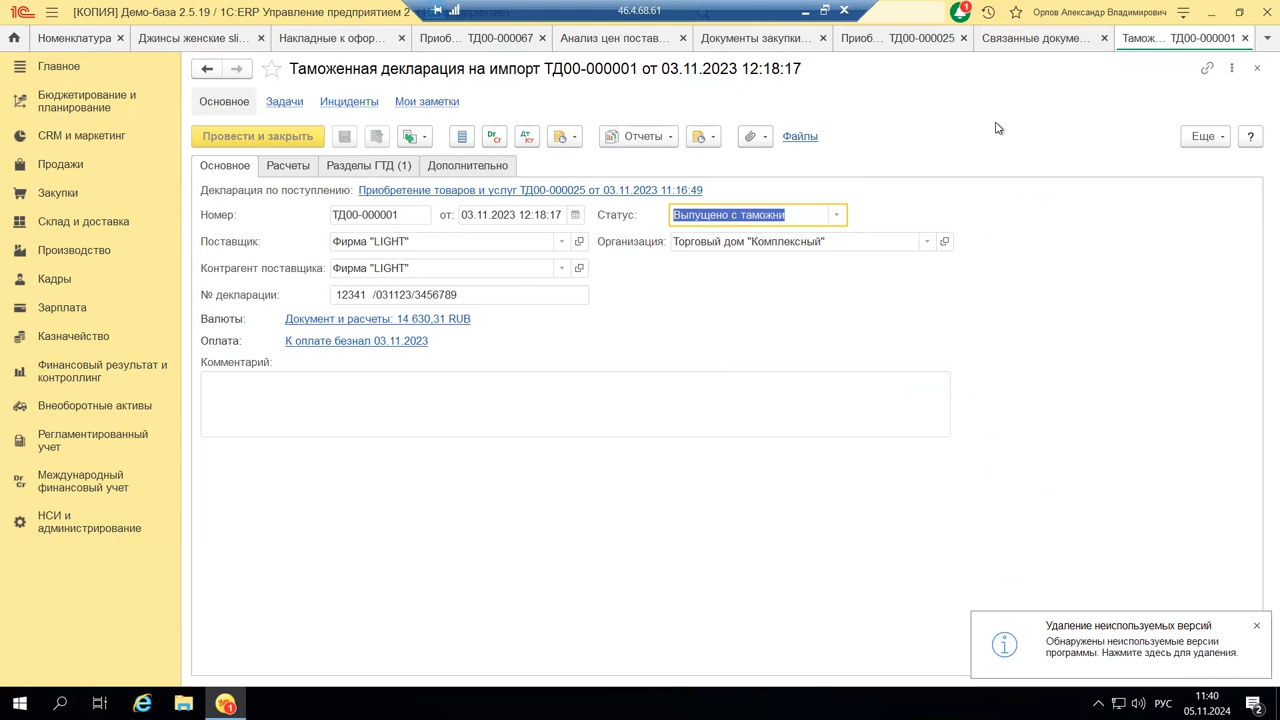 [КОПИЯ] Демо-база 2.5.19 / 1С:ERP Управление предприятием 2
46.4.68.61
Орлов Александр Владимирович
Номенклатура
Джинсы женские sli...
Накладные к офор...
Приоб... ТД00-000067
Анализ цен постав...
Документы закупки...
Приоб... ТД00-000025
Связанные докуме...
Тамож... ТД00-000001
Главное
Бюджетирование и
планирование
CRM и маркетинг
Продажи
Закупки
Склад и доставка
Производство
Кадры
Зарплата
Казначейство
Финансовый результат и
контроллинг
Внеоборотные активы
Регламентированный
учет
Международный
финансовый учет
НСИ и
администрирование
Таможенная декларация на импорт ТД00-000001 от 03.11.2023 12:18:17
Основное Задачи Инциденты Мои заметки
Провести и закрыть
Dr Cr
Дт Кт
Отчеты
Файлы
Еще
?
Основное Расчеты Разделы ГТД (1) Дополнительно
Декларация по поступлению: Приобретение товаров и услуг ТД00-000025 от 03.11.2023 11:16:49
Номер: ТД00-000001 от: 03.11.2023 12:18:17 Статус: Выпущено с таможни
Поставщик: Фирма "LIGHT" Организация: Торговый дом "Комплексный"
Контрагент поставщика: Фирма "LIGHT"
№ декларации: 12341 /031123/3456789
Валюты: Документ и расчеты: 14 630,31 RUB
Оплата: К оплате безнал 03.11.2023
Комментарий:
Удаление неиспользуемых версий
Обнаружены неиспользуемые версии
программы. Нажмите здесь для удаления.
РУС
11:40
05.11.2024
2